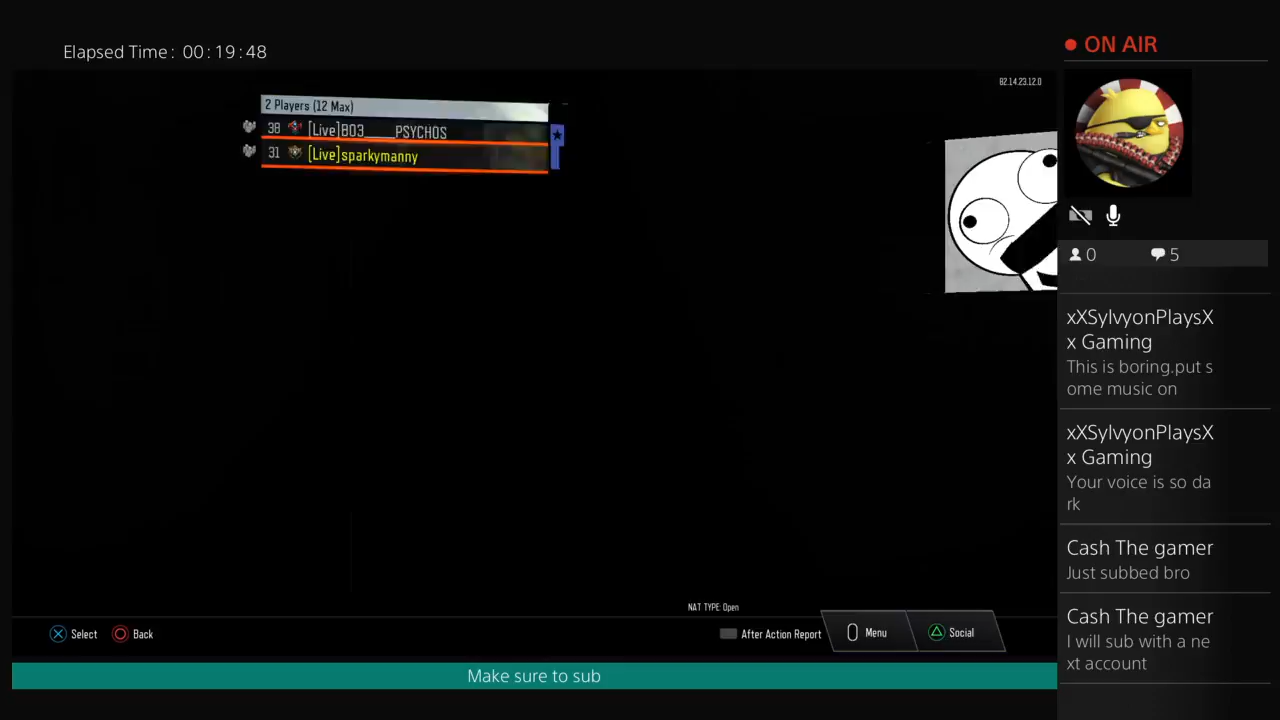 Elapsed Time: 00:19:48
ON AIR
82.14.23.12.0
2 Players (12 Max)
38 [Live]BO3____PSYCHOS
31 [Live]sparkymanny
0 5
xXSylvyonPlaysX
x Gaming
This is boring.put s
ome music on
xXSylvyonPlaysX
x Gaming
Your voice is so da
rk
Cash The gamer
Just subbed bro
Cash The gamer
I will sub with a ne
xt account
NAT TYPE: Open
Select Back After Action Report Menu Social
Make sure to sub